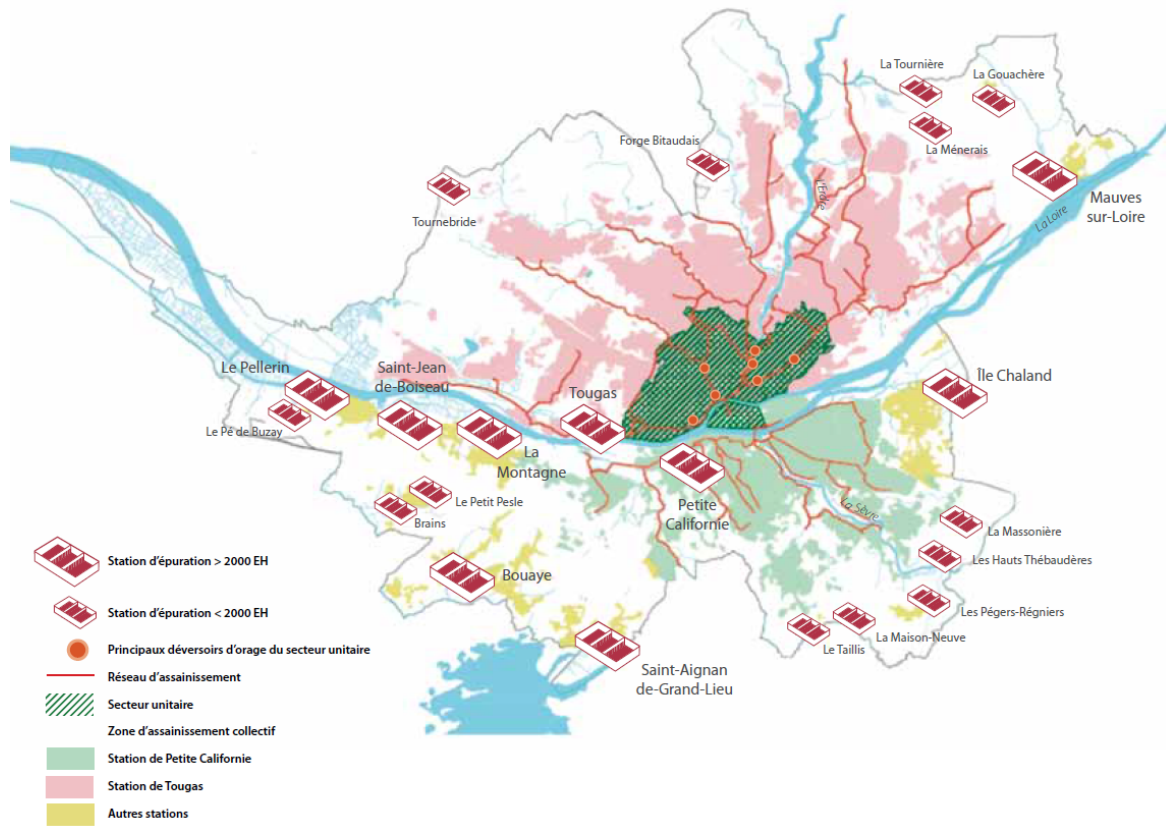 La Tournière
La Gouachère
La Ménerais
Forge Bitaudais
Mauves
sur-Loire
Tournebride
l'Erdre
La Loire
Le Pellerin
Saint-Jean
de-Boiseau
Tougas
Île Chaland
Le Pé de Buzay
La
Montagne
Petite
Californie
Le Petit Pesle
Brains
La Sèvre
La Massonière
Les Hauts Thébaudères
Bouaye
Les Pégers-Régniers
La Maison-Neuve
Le Taillis
Saint-Aignan
de-Grand-Lieu
Station d'épuration > 2000 EH
Station d'épuration < 2000 EH
Principaux déversoirs d'orage du secteur unitaire
Réseau d'assainissement
Secteur unitaire
Zone d'assainissement collectif
Station de Petite Californie
Station de Tougas
Autres stations